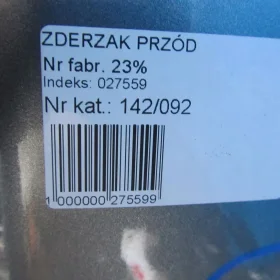 ZDERZAK PRZÓD
Nr fabr. 23%
Indeks: 027559
Nr kat.: 142/092
1 000000 275599